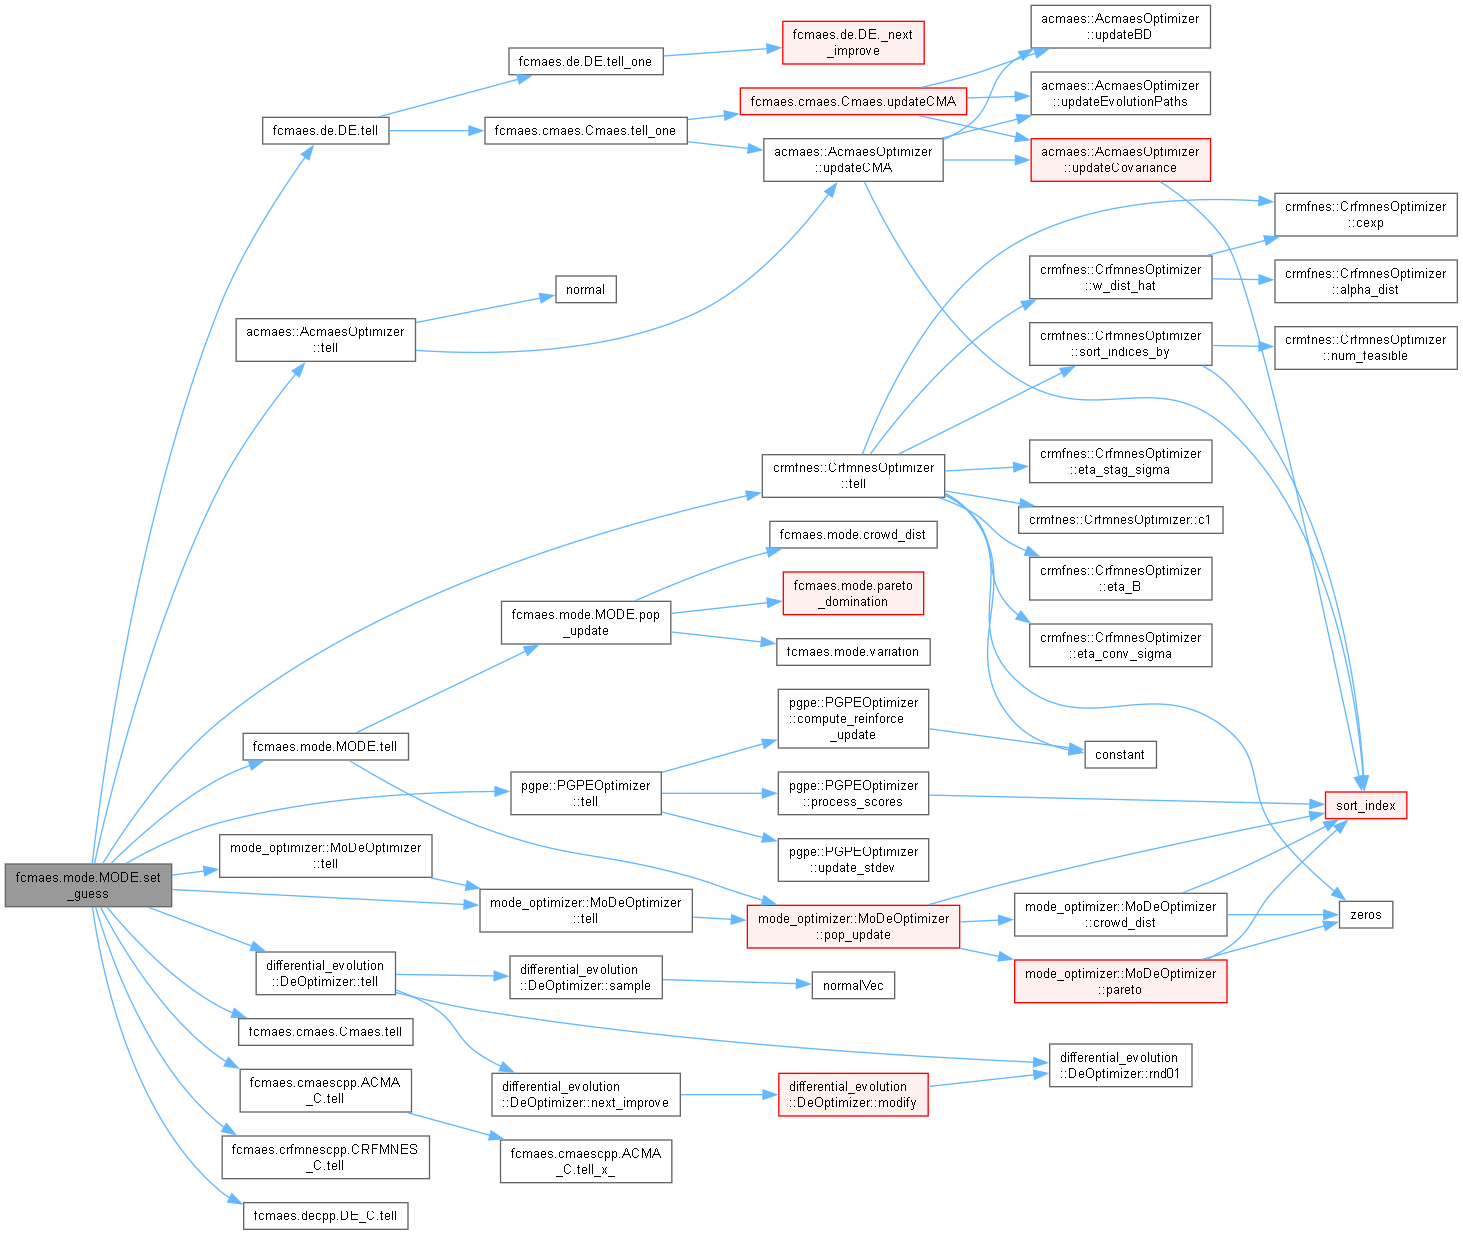 fcmaes.mode.MODE.set
_guess
fcmaes.de.DE.tell
fcmaes.de.DE.tell_one
fcmaes.de.DE._next
_improve
fcmaes.cmaes.Cmaes.tell_one
fcmaes.cmaes.Cmaes.updateCMA
acmaes::AcmaesOptimizer
::updateCMA
acmaes::AcmaesOptimizer
::updateBD
acmaes::AcmaesOptimizer
::updateEvolutionPaths
acmaes::AcmaesOptimizer
::updateCovariance
acmaes::AcmaesOptimizer
::tell
normal
crmfnes::CrfmnesOptimizer
::tell
crmfnes::CrfmnesOptimizer
::cexp
crmfnes::CrfmnesOptimizer
::w_dist_hat
crmfnes::CrfmnesOptimizer
::alpha_dist
crmfnes::CrfmnesOptimizer
::sort_indices_by
crmfnes::CrfmnesOptimizer
::num_feasible
crmfnes::CrfmnesOptimizer
::eta_stag_sigma
crmfnes::CrfmnesOptimizer::c1
crmfnes::CrfmnesOptimizer
::eta_B
crmfnes::CrfmnesOptimizer
::eta_conv_sigma
constant
sort_index
zeros
fcmaes.mode.MODE.tell
fcmaes.mode.MODE.pop
_update
fcmaes.mode.crowd_dist
fcmaes.mode.pareto
_domination
fcmaes.mode.variation
pgpe::PGPEOptimizer
::tell
pgpe::PGPEOptimizer
::compute_reinforce
_update
pgpe::PGPEOptimizer
::process_scores
pgpe::PGPEOptimizer
::update_stdev
mode_optimizer::MoDeOptimizer
::tell
mode_optimizer::MoDeOptimizer
::tell
mode_optimizer::MoDeOptimizer
::pop_update
mode_optimizer::MoDeOptimizer
::crowd_dist
mode_optimizer::MoDeOptimizer
::pareto
differential_evolution
::DeOptimizer::tell
differential_evolution
::DeOptimizer::sample
normalVec
differential_evolution
::DeOptimizer::next_improve
differential_evolution
::DeOptimizer::modify
differential_evolution
::DeOptimizer::rnd01
fcmaes.cmaes.Cmaes.tell
fcmaes.cmaescpp.ACMA
_C.tell
fcmaes.cmaescpp.ACMA
_C.tell_x_
fcmaes.crfmnescpp.CRFMNES
_C.tell
fcmaes.decpp.DE_C.tell